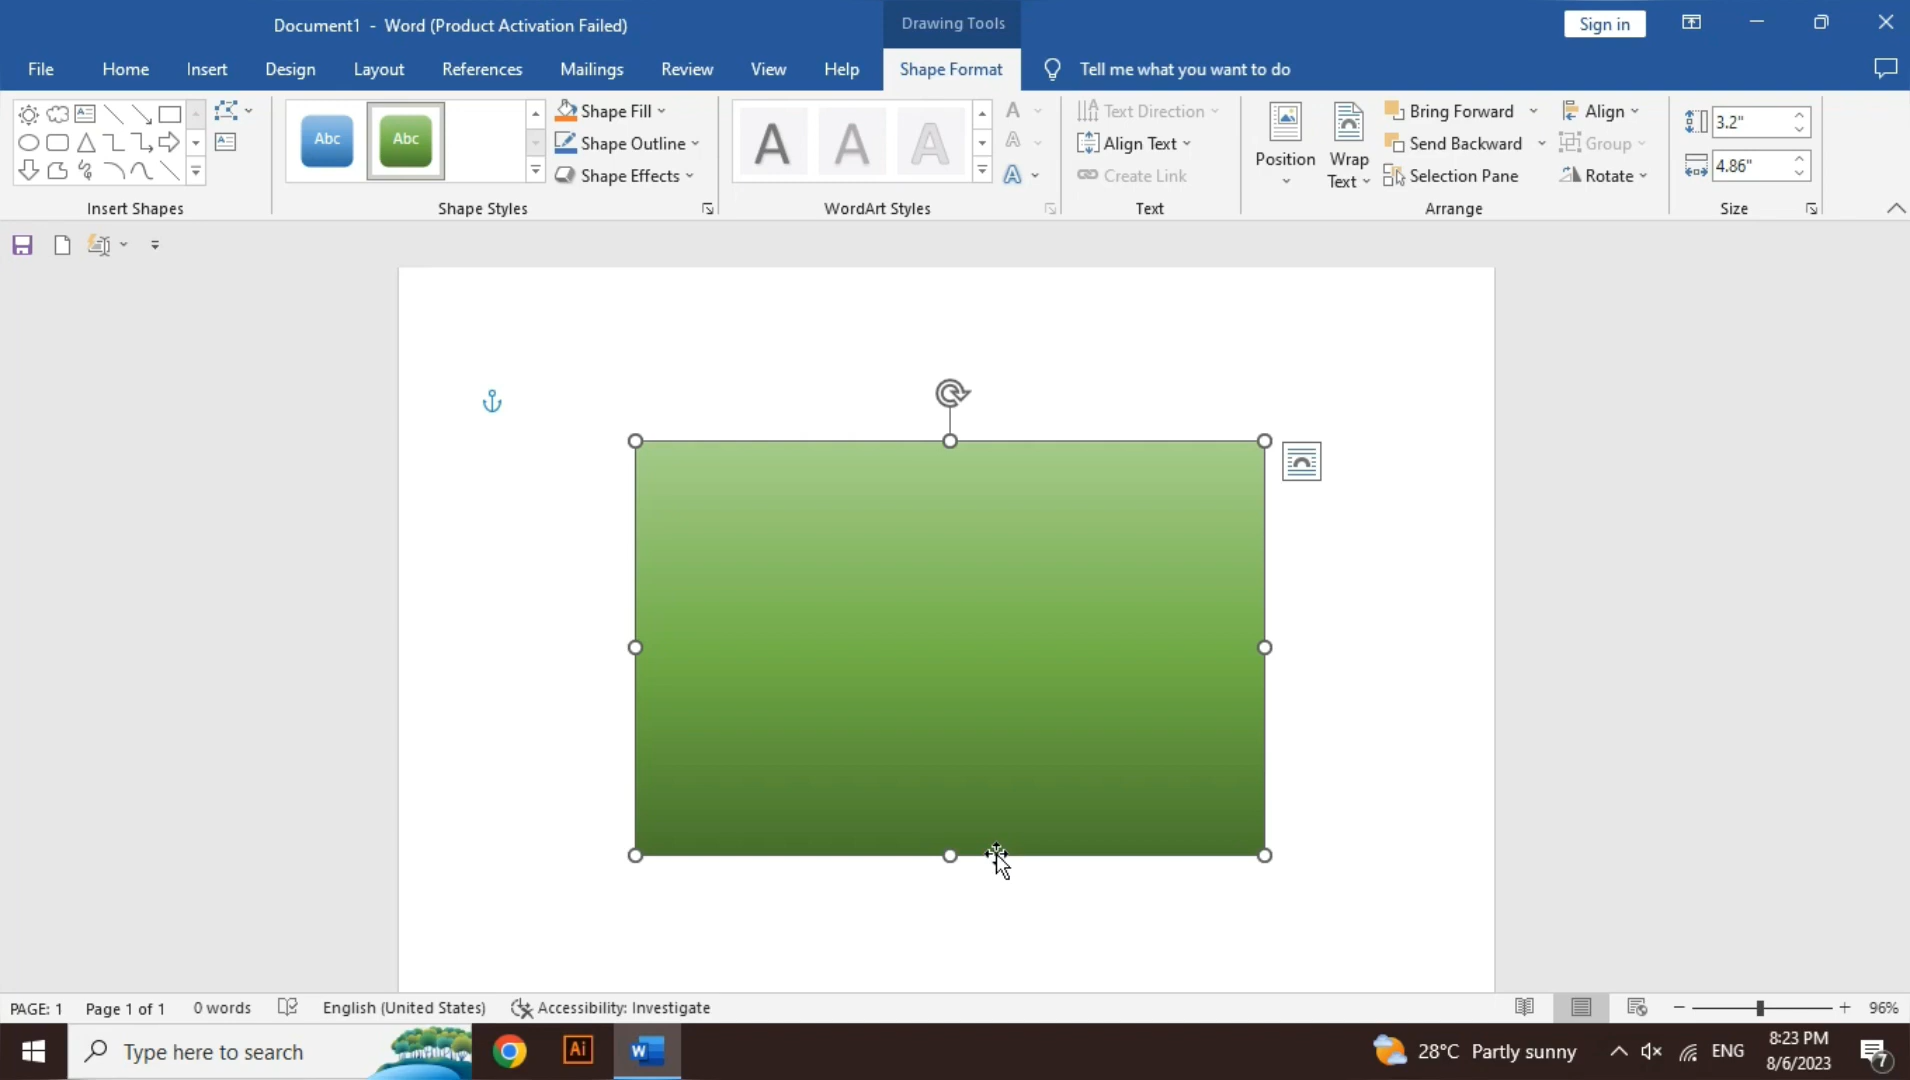 Document1 - Word (Product Activation Failed)
Drawing Tools
Sign in
File Home Insert Design Layout References Mailings Review View Help Shape Format Tell me what you want to do
Abc
Abc
Shape Fill
Shape Outline
Shape Effects
A A A
A
A
A
Text Direction
Align Text
Create Link
Position
Wrap
Text
Bring Forward
Send Backward
Selection Pane
Align
Group
Rotate
3.2"
4.86"
Insert Shapes
Shape Styles
WordArt Styles
Text
Arrange
Size
PAGE: 1 Page 1 of 1 0 words English (United States) Accessibility: Investigate 96%
Type here to search
Ai
W
28°C Partly sunny
ENG
8:23 PM
8/6/2023
7